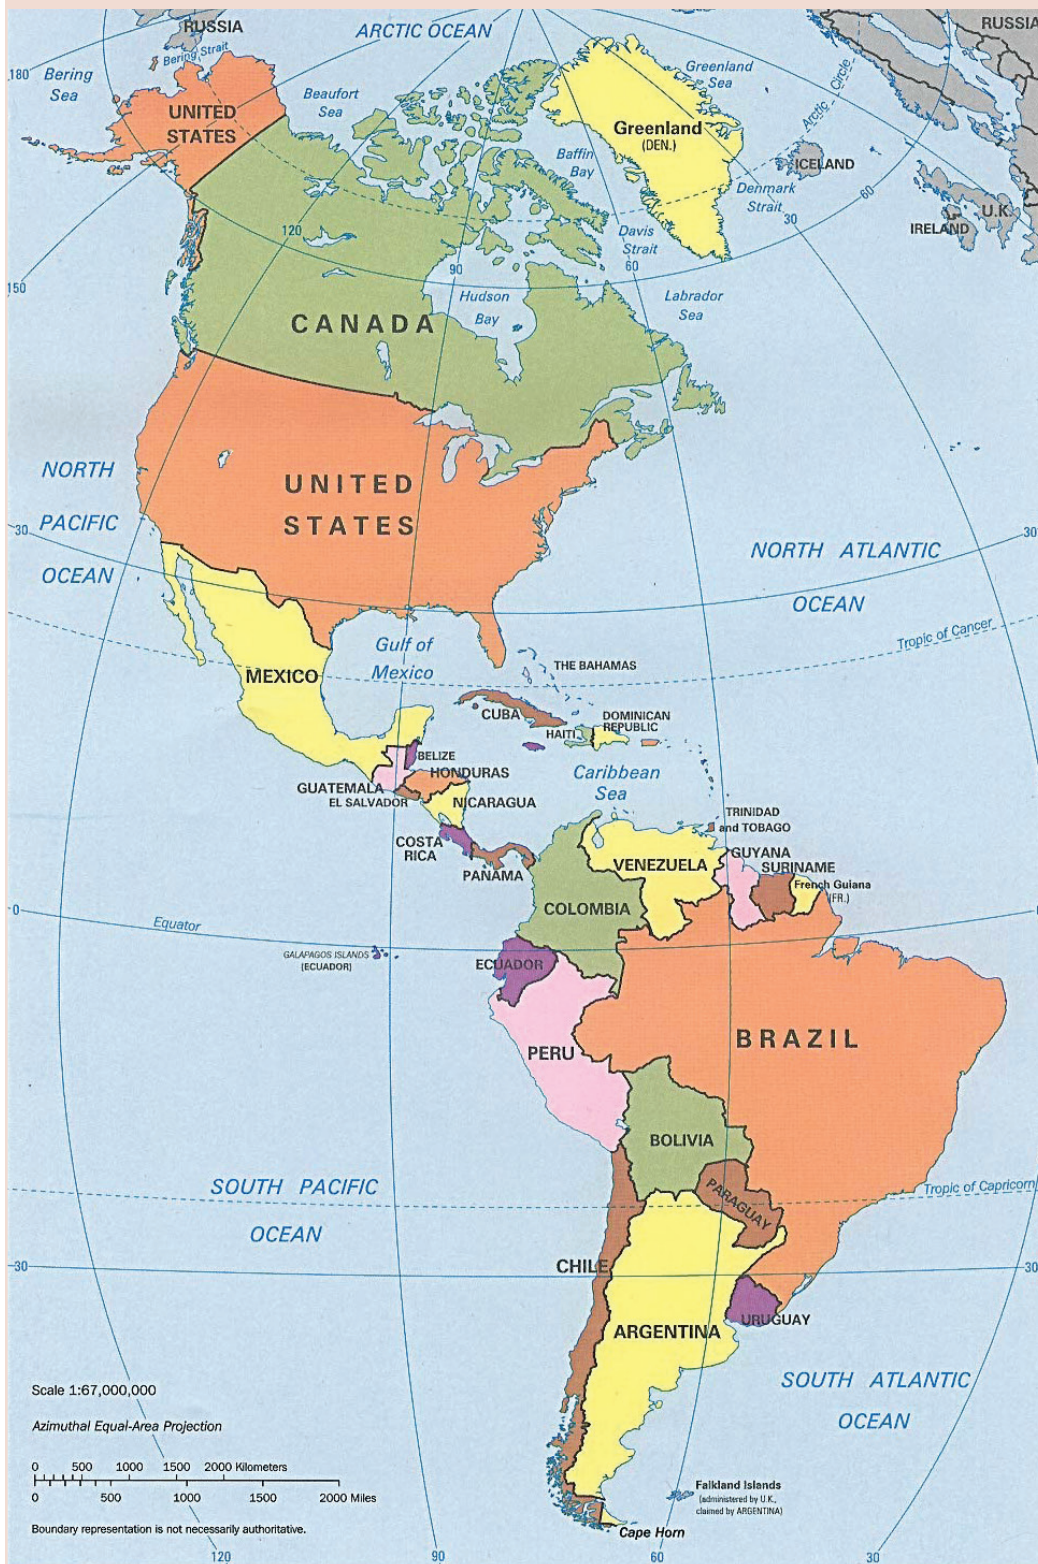 RUSSIA
ARCTIC OCEAN
RUSSIA
Bering Strait
180
Bering
Sea
Beaufort
Sea
Greenland
Sea
Arctic Circle
UNITED
STATES
Greenland
(DEN.)
Baffin
Bay
ICELAND
Denmark
Strait
60
U.K.
IRELAND
30
120
Davis
Strait
90
60
150
Hudson
Bay
Labrador
Sea
CANADA
NORTH
PACIFIC
OCEAN
UNITED
STATES
30
30
NORTH ATLANTIC
OCEAN
Tropic of Cancer
Gulf of
Mexico
MEXICO
THE BAHAMAS
CUBA
DOMINICAN
REPUBLIC
HAITI
BELIZE
HONDURAS
GUATEMALA
EL SALVADOR
NICARAGUA
Caribbean
Sea
TRINIDAD
and TOBAGO
COSTA
RICA
PANAMA
VENEZUELA
GUYANA
SURINAME
French Guiana
(FR.)
COLOMBIA
0
0
Equator
GALAPAGOS ISLANDS
(ECUADOR)
ECUADOR
PERU
BRAZIL
BOLIVIA
SOUTH PACIFIC
OCEAN
PARAGUAY
Tropic of Capricorn
CHILE
30
30
URUGUAY
ARGENTINA
SOUTH ATLANTIC
OCEAN
Scale 1:67,000,000
Azimuthal Equal-Area Projection
0 500 1000 1500 2000 Kilometers
0 500 1000 1500 2000 Miles
Boundary representation is not necessarily authoritative.
Falkland Islands
(administered by U.K.,
claimed by ARGENTINA)
Cape Horn
120
90
60
30